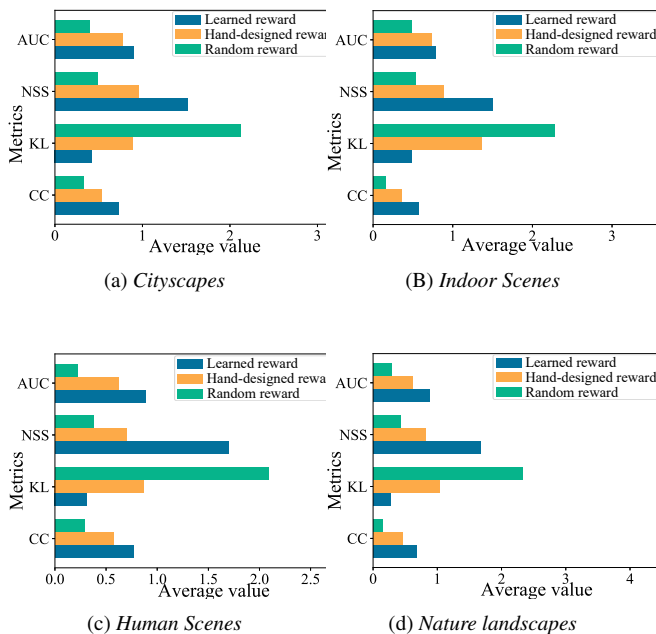 Learned reward
Hand-designed reward
Random reward
AUC
NSS
KL
CC
Metrics
0 1 2 3
Average value
(a) Cityscapes
Learned reward
Hand-designed reward
Random reward
AUC
NSS
KL
CC
Metrics
0 1 2 3
Average value
(B) Indoor Scenes
Learned reward
Hand-designed rewa
Random reward
AUC
NSS
KL
CC
Metrics
0.0 0.5 1.0 1.5 2.0 2.5
Average value
(c) Human Scenes
Learned reward
Hand-designed reward
Random reward
AUC
NSS
KL
CC
Metrics
0 1 2 3 4
Average value
(d) Nature landscapes